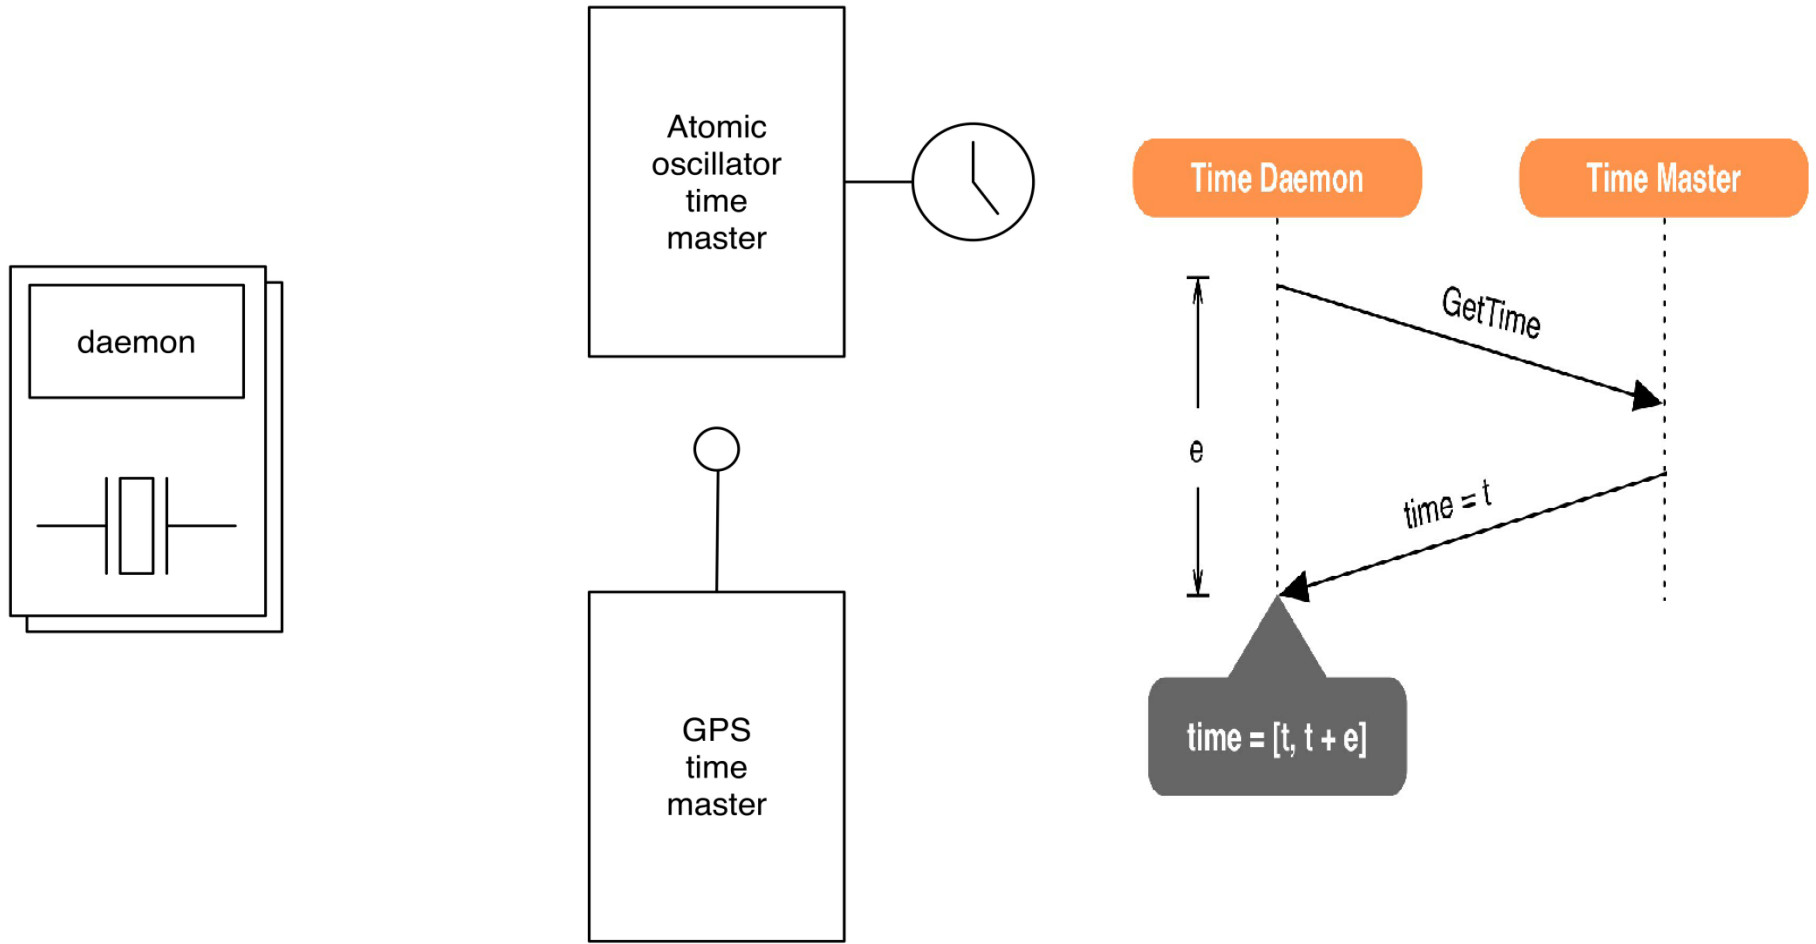 daemon
Atomic
oscillator
time
master
GPS
time
master
Time Daemon
Time Master
GetTime
e
time = t
time = [t, t + e]